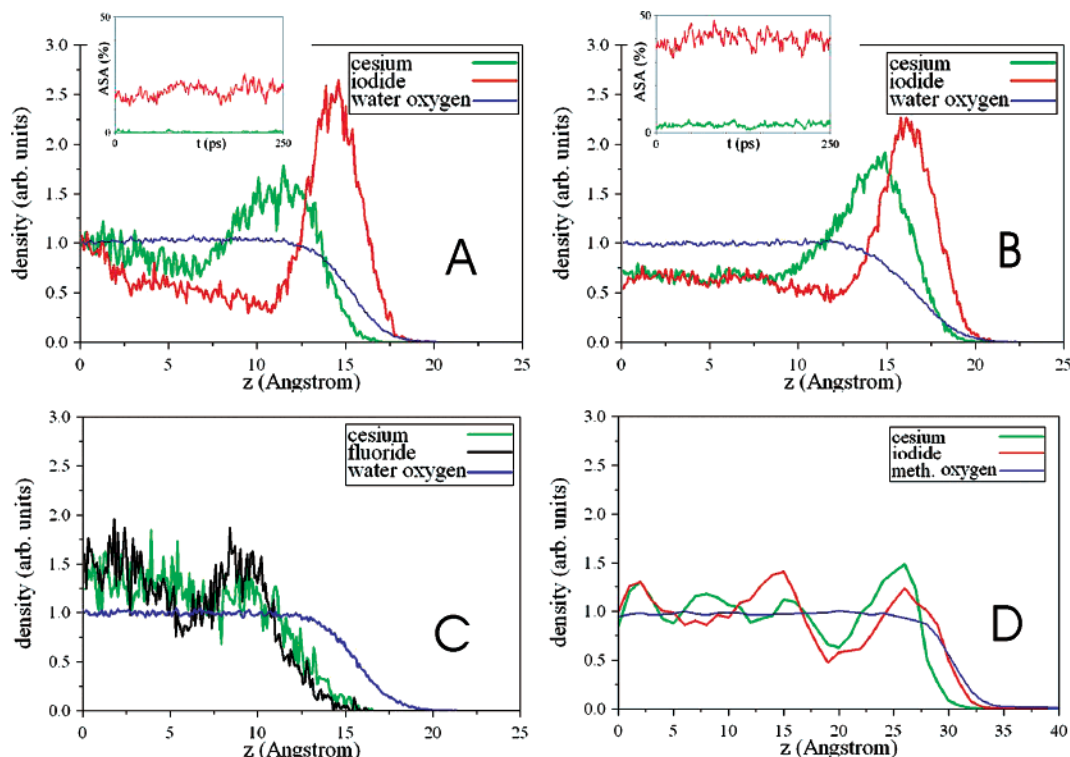 50
ASA (%)
0
0
t (ps)
250
3.0
2.5
2.0
1.5
1.0
0.5
0.0
density (arb. units)
cesium
iodide
water oxygen
A
0
5
10
15
20
25
z (Angstrom)
50
ASA (%)
0
0
t (ps)
250
3.0
2.5
2.0
1.5
1.0
0.5
0.0
density (arb. units)
cesium
iodide
water oxygen
B
0
5
10
15
20
25
z (Angstrom)
3.0
2.5
2.0
1.5
1.0
0.5
0.0
density (arb. units)
cesium
fluoride
water oxygen
C
0
5
10
15
20
25
z (Angstrom)
3.0
2.5
2.0
1.5
1.0
0.5
0.0
density (arb. units)
cesium
iodide
meth. oxygen
D
0
5
10
15
20
25
30
35
40
z (Angstrom)